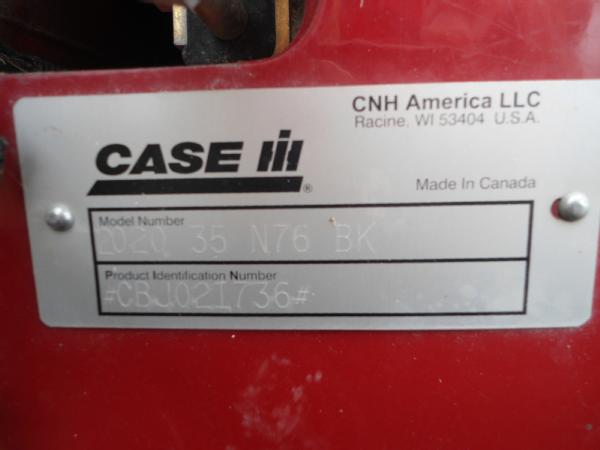 CNH America LLC
Racine, WI 53404 U.S.A.
CASE IH
®
Made In Canada
Model Number
2020 35 N76 BK
Product Identification Number
#CBJ021736#